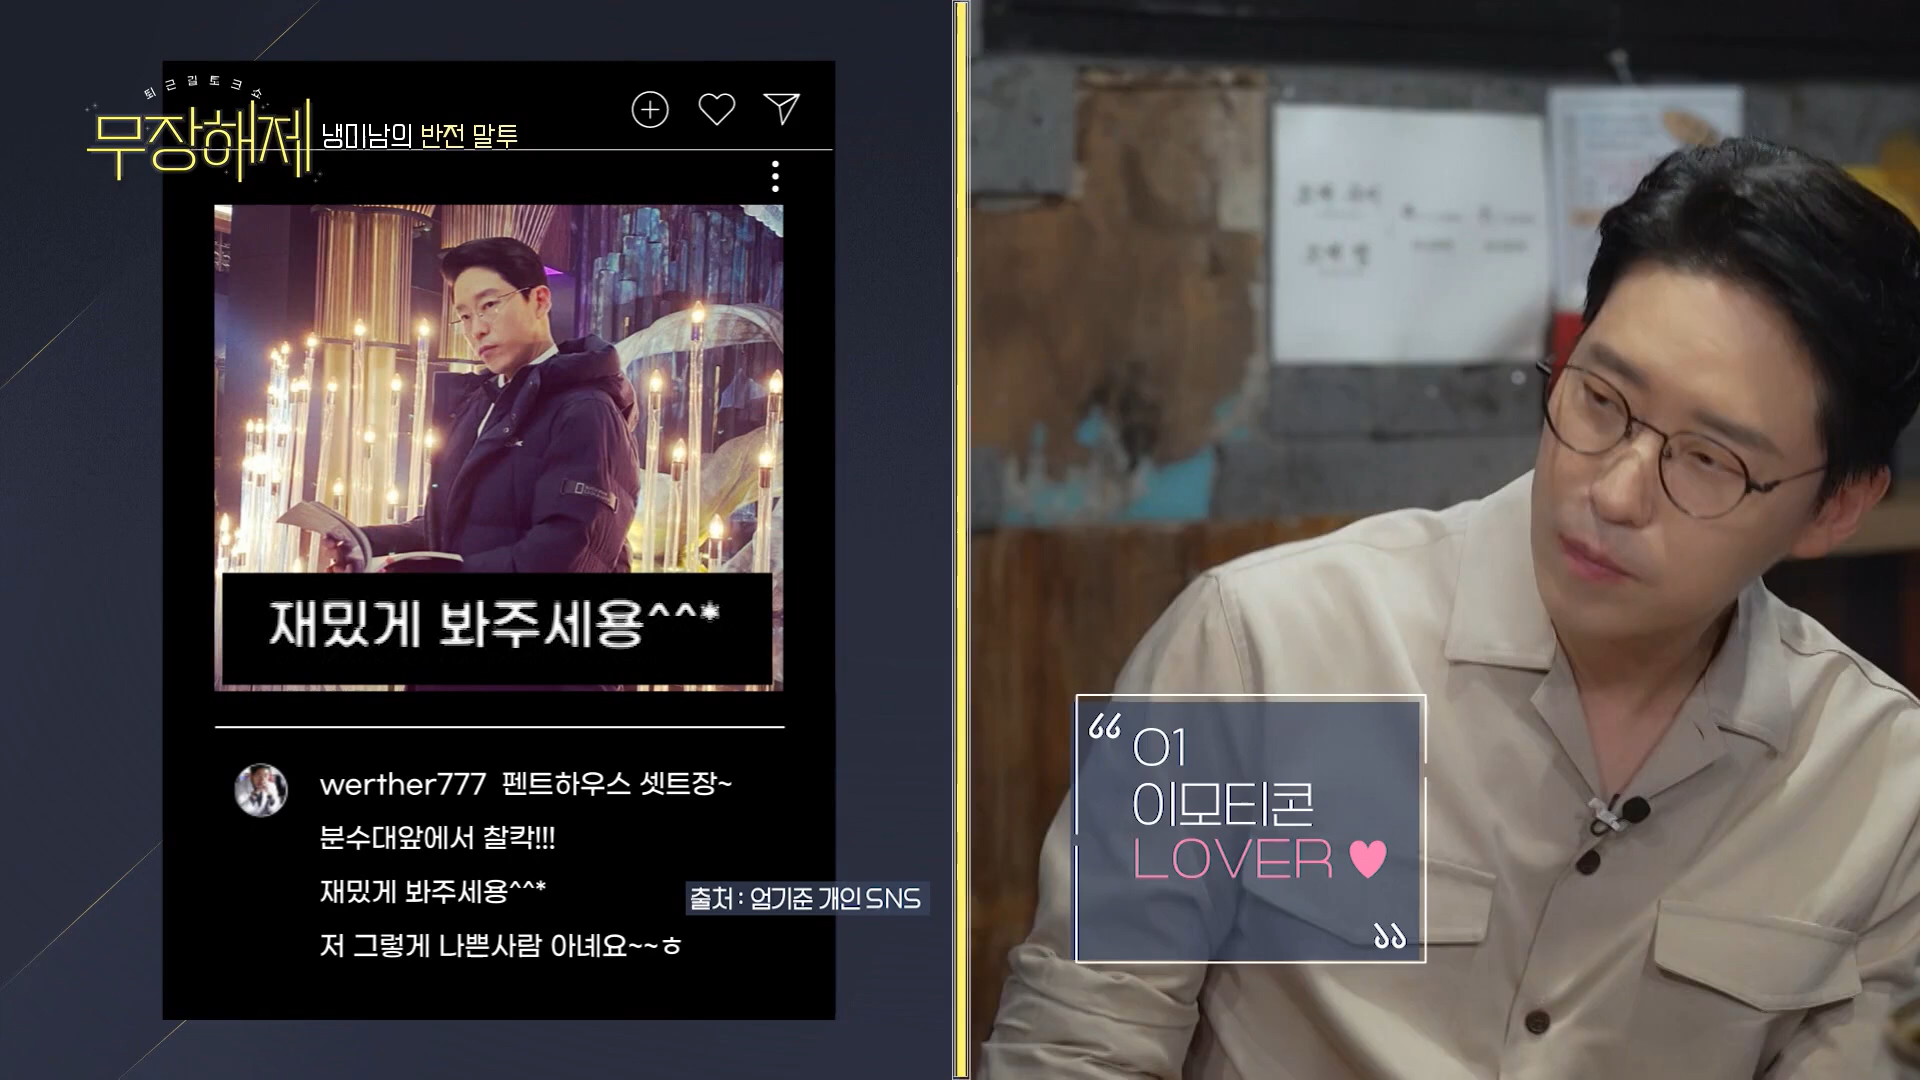 퇴근길토크쇼
무장해제
냉미남의 반전 말투
재밌게 봐주세용^^*
werther777 펜트하우스 셋트장~
분수대앞에서 찰칵!!!
재밌게 봐주세용^^*
저 그렇게 나쁜사람 아녜요~~ㅎ
출처 : 엄기준 개인 SNS
“ 01
이모티콘
LOVER ♥
”